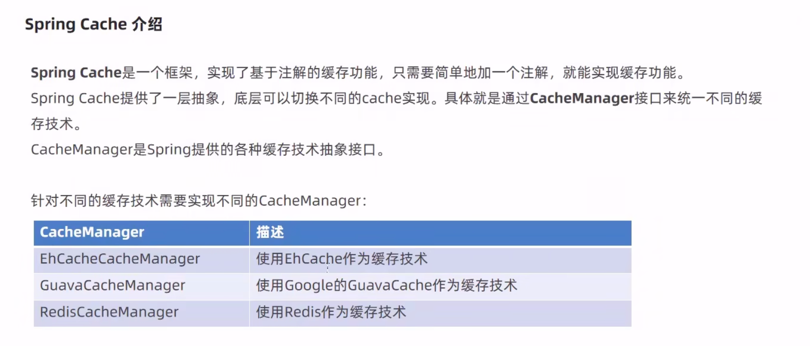 Spring Cache 介绍
Spring Cache是一个框架，实现了基于注解的缓存功能，只需要简单地加一个注解，就能实现缓存功能。
Spring Cache提供了一层抽象，底层可以切换不同的cache实现。具体就是通过CacheManager接口来统一不同的缓
存技术。
CacheManager是Spring提供的各种缓存技术抽象接口。
针对不同的缓存技术需要实现不同的CacheManager：
CacheManager 描述
EhCacheCacheManager 使用EhCache作为缓存技术
GuavaCacheManager 使用Google的GuavaCache作为缓存技术
RedisCacheManager 使用Redis作为缓存技术